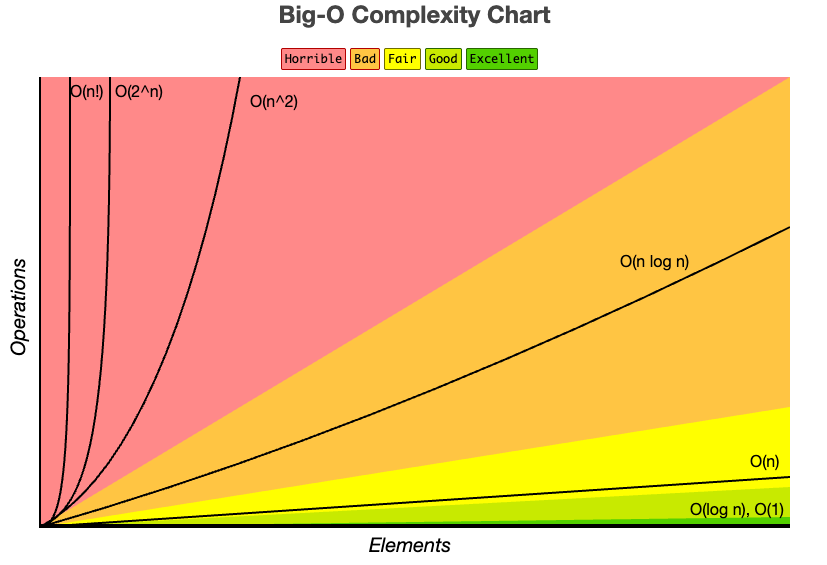 Big-O Complexity Chart
Horrible Bad Fair Good Excellent
O(n!) O(2^n)
O(n^2)
O(n log n)
O(n)
O(log n), O(1)
Operations
Elements